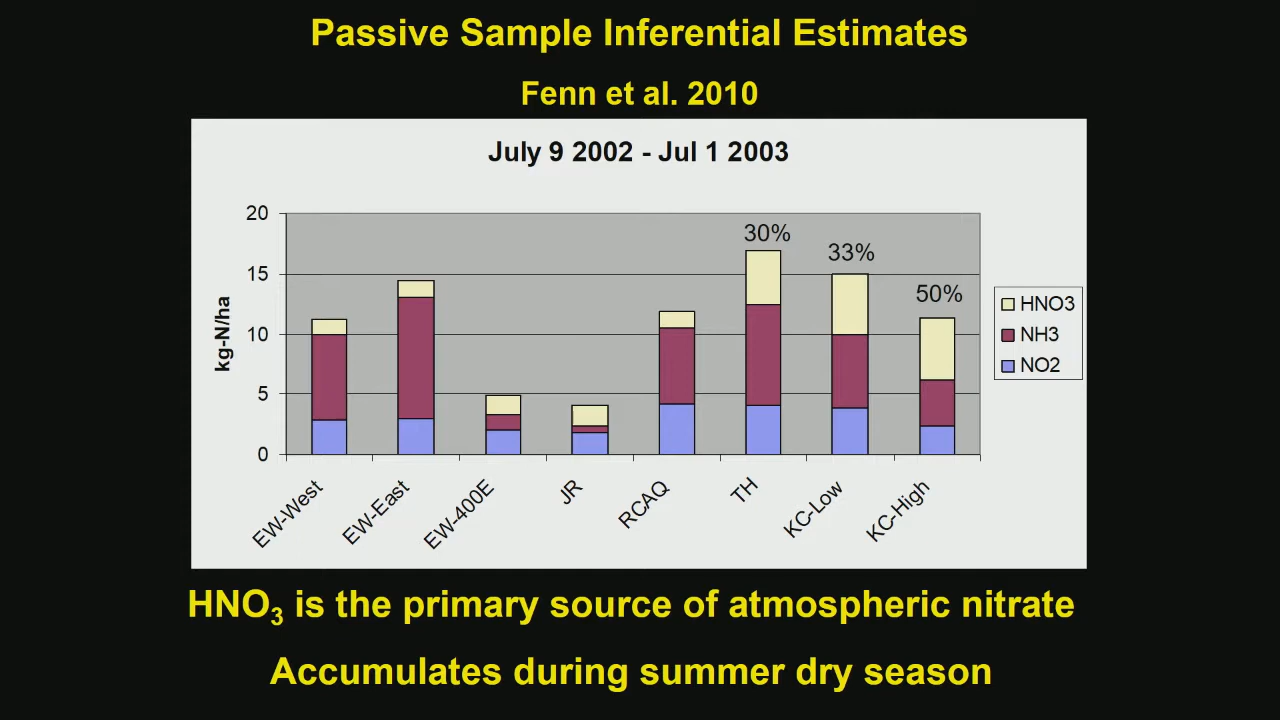 Passive Sample Inferential Estimates
Fenn et al. 2010
July 9 2002 - Jul 1 2003
kg-N/ha
20
15
10
5
0
30%
33%
50%
HNO3
NH3
NO2
EW-West
EW-East
EW-400E
JR
RCAQ
TH
KC-Low
KC-High
HNO3 is the primary source of atmospheric nitrate
Accumulates during summer dry season